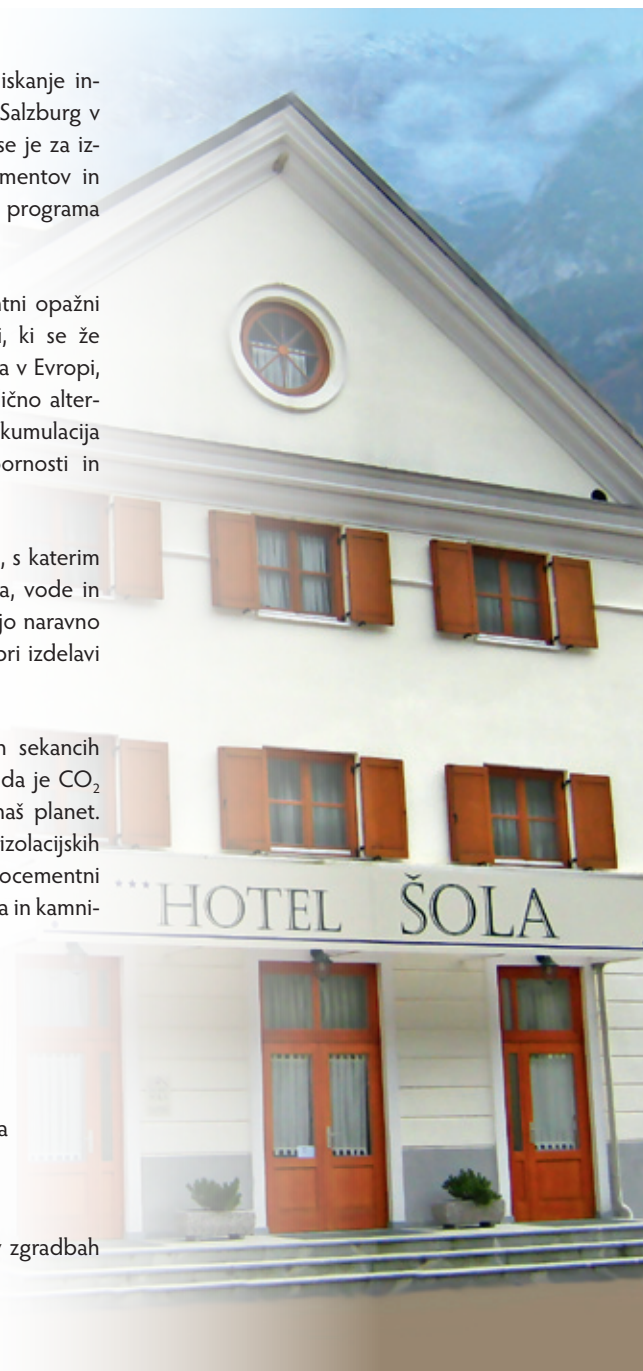 iskanje in-
Salzburg v
se je za iz-
mentov in
programa
tni opažni
i, ki se že
a v Evropi,
ično alter-
kumulacija
ornosti in
, s katerim
a, vode in
jo naravno
pri izdelavi
h sekancih
da je CO₂
naš planet.
izolacijskih
ocementni
a in kamni-
***HOTEL ŠOLA
a
v zgradbah